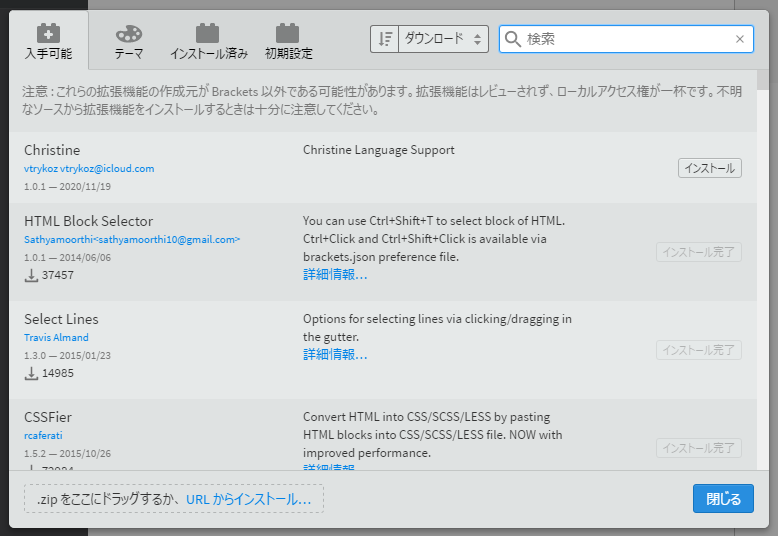 入手可能
テーマ
インストール済み
初期設定
ダウンロード
検索
注意 : これらの拡張機能の作成元が Brackets 以外である可能性があります。拡張機能はレビューされず、ローカルアクセス権が一杯です。不明
なソースから拡張機能をインストールするときは十分に注意してください。
Christine
vtrykoz vtrykoz@icloud.com
1.0.1 — 2020/11/19
Christine Language Support
インストール
HTML Block Selector
Sathyamoorthi<sathyamoorthi10@gmail.com>
1.0.1 — 2014/06/06
37457
You can use Ctrl+Shift+T to select block of HTML.
Ctrl+Click and Ctrl+Shift+Click is available via
brackets.json preference file.
詳細情報...
インストール完了
Select Lines
Travis Almand
1.3.0 — 2015/01/23
14985
Options for selecting lines via clicking/dragging in
the gutter.
詳細情報...
インストール完了
CSSFier
rcaferati
1.5.2 — 2015/10/26
Convert HTML into CSS/SCSS/LESS by pasting
HTML blocks into CSS/SCSS/LESS file. NOW with
improved performance.
詳細情報...
インストール完了
.zip をここにドラッグするか、 URL からインストール...
閉じる